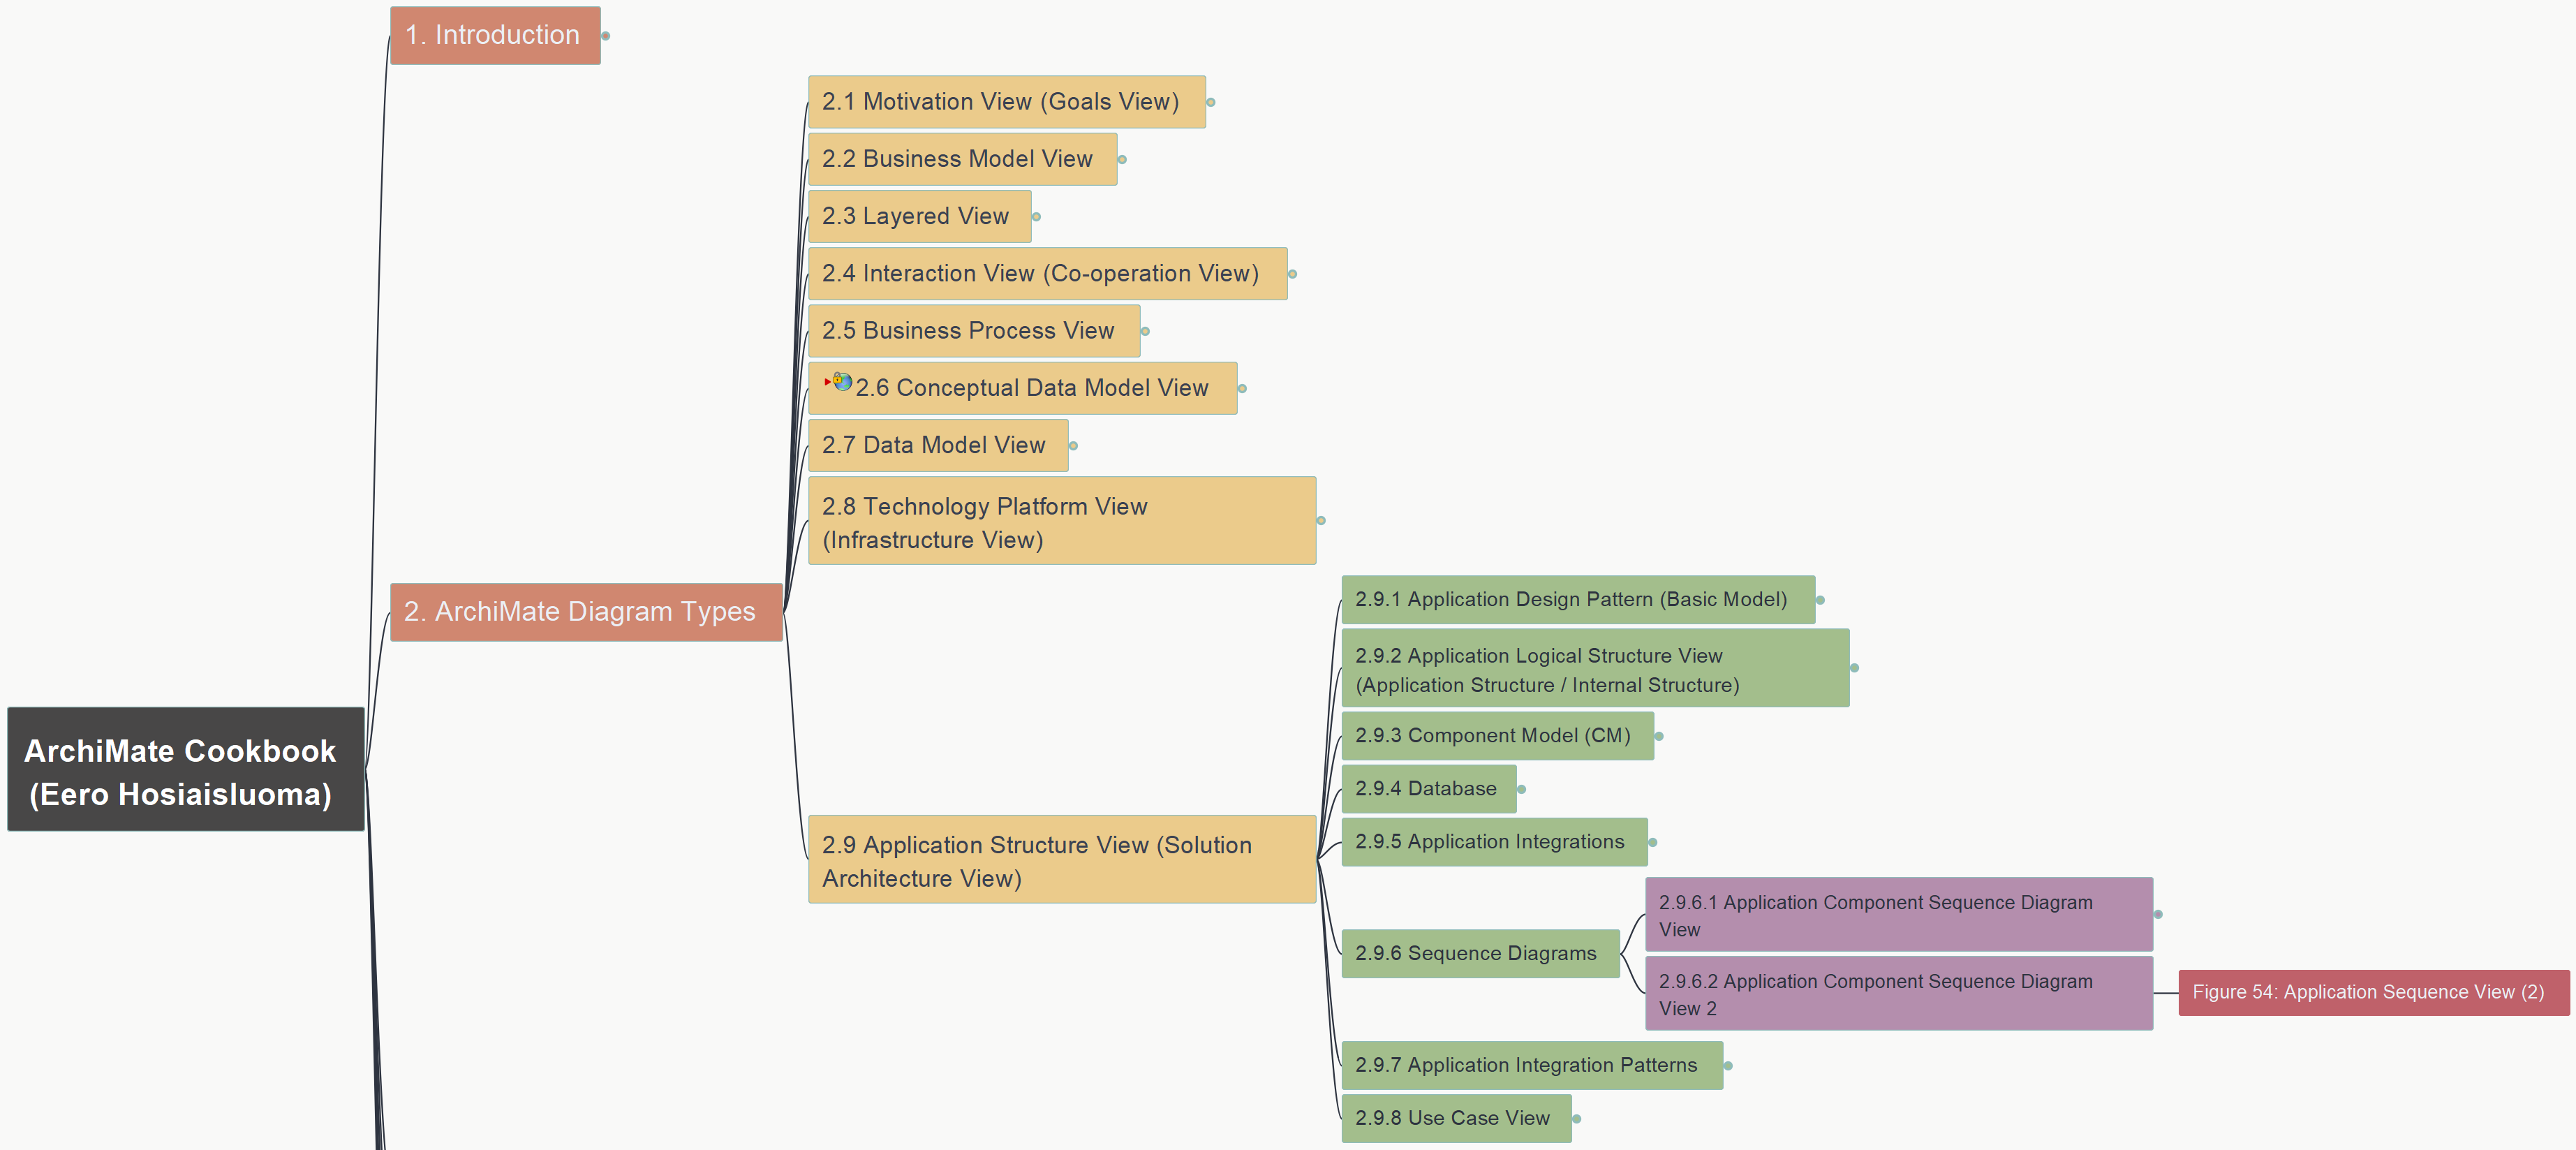 1. Introduction
2.1 Motivation View (Goals View)
2.2 Business Model View
2.3 Layered View
2.4 Interaction View (Co-operation View)
2.5 Business Process View
2.6 Conceptual Data Model View
2.7 Data Model View
2.8 Technology Platform View
(Infrastructure View)
2. ArchiMate Diagram Types
2.9.1 Application Design Pattern (Basic Model)
2.9.2 Application Logical Structure View
(Application Structure / Internal Structure)
2.9.3 Component Model (CM)
ArchiMate Cookbook
(Eero Hosiaisluoma)
2.9.4 Database
2.9.5 Application Integrations
2.9 Application Structure View (Solution
Architecture View)
2.9.6 Sequence Diagrams
2.9.6.1 Application Component Sequence Diagram
View
2.9.6.2 Application Component Sequence Diagram
View 2
Figure 54: Application Sequence View (2)
2.9.7 Application Integration Patterns
2.9.8 Use Case View